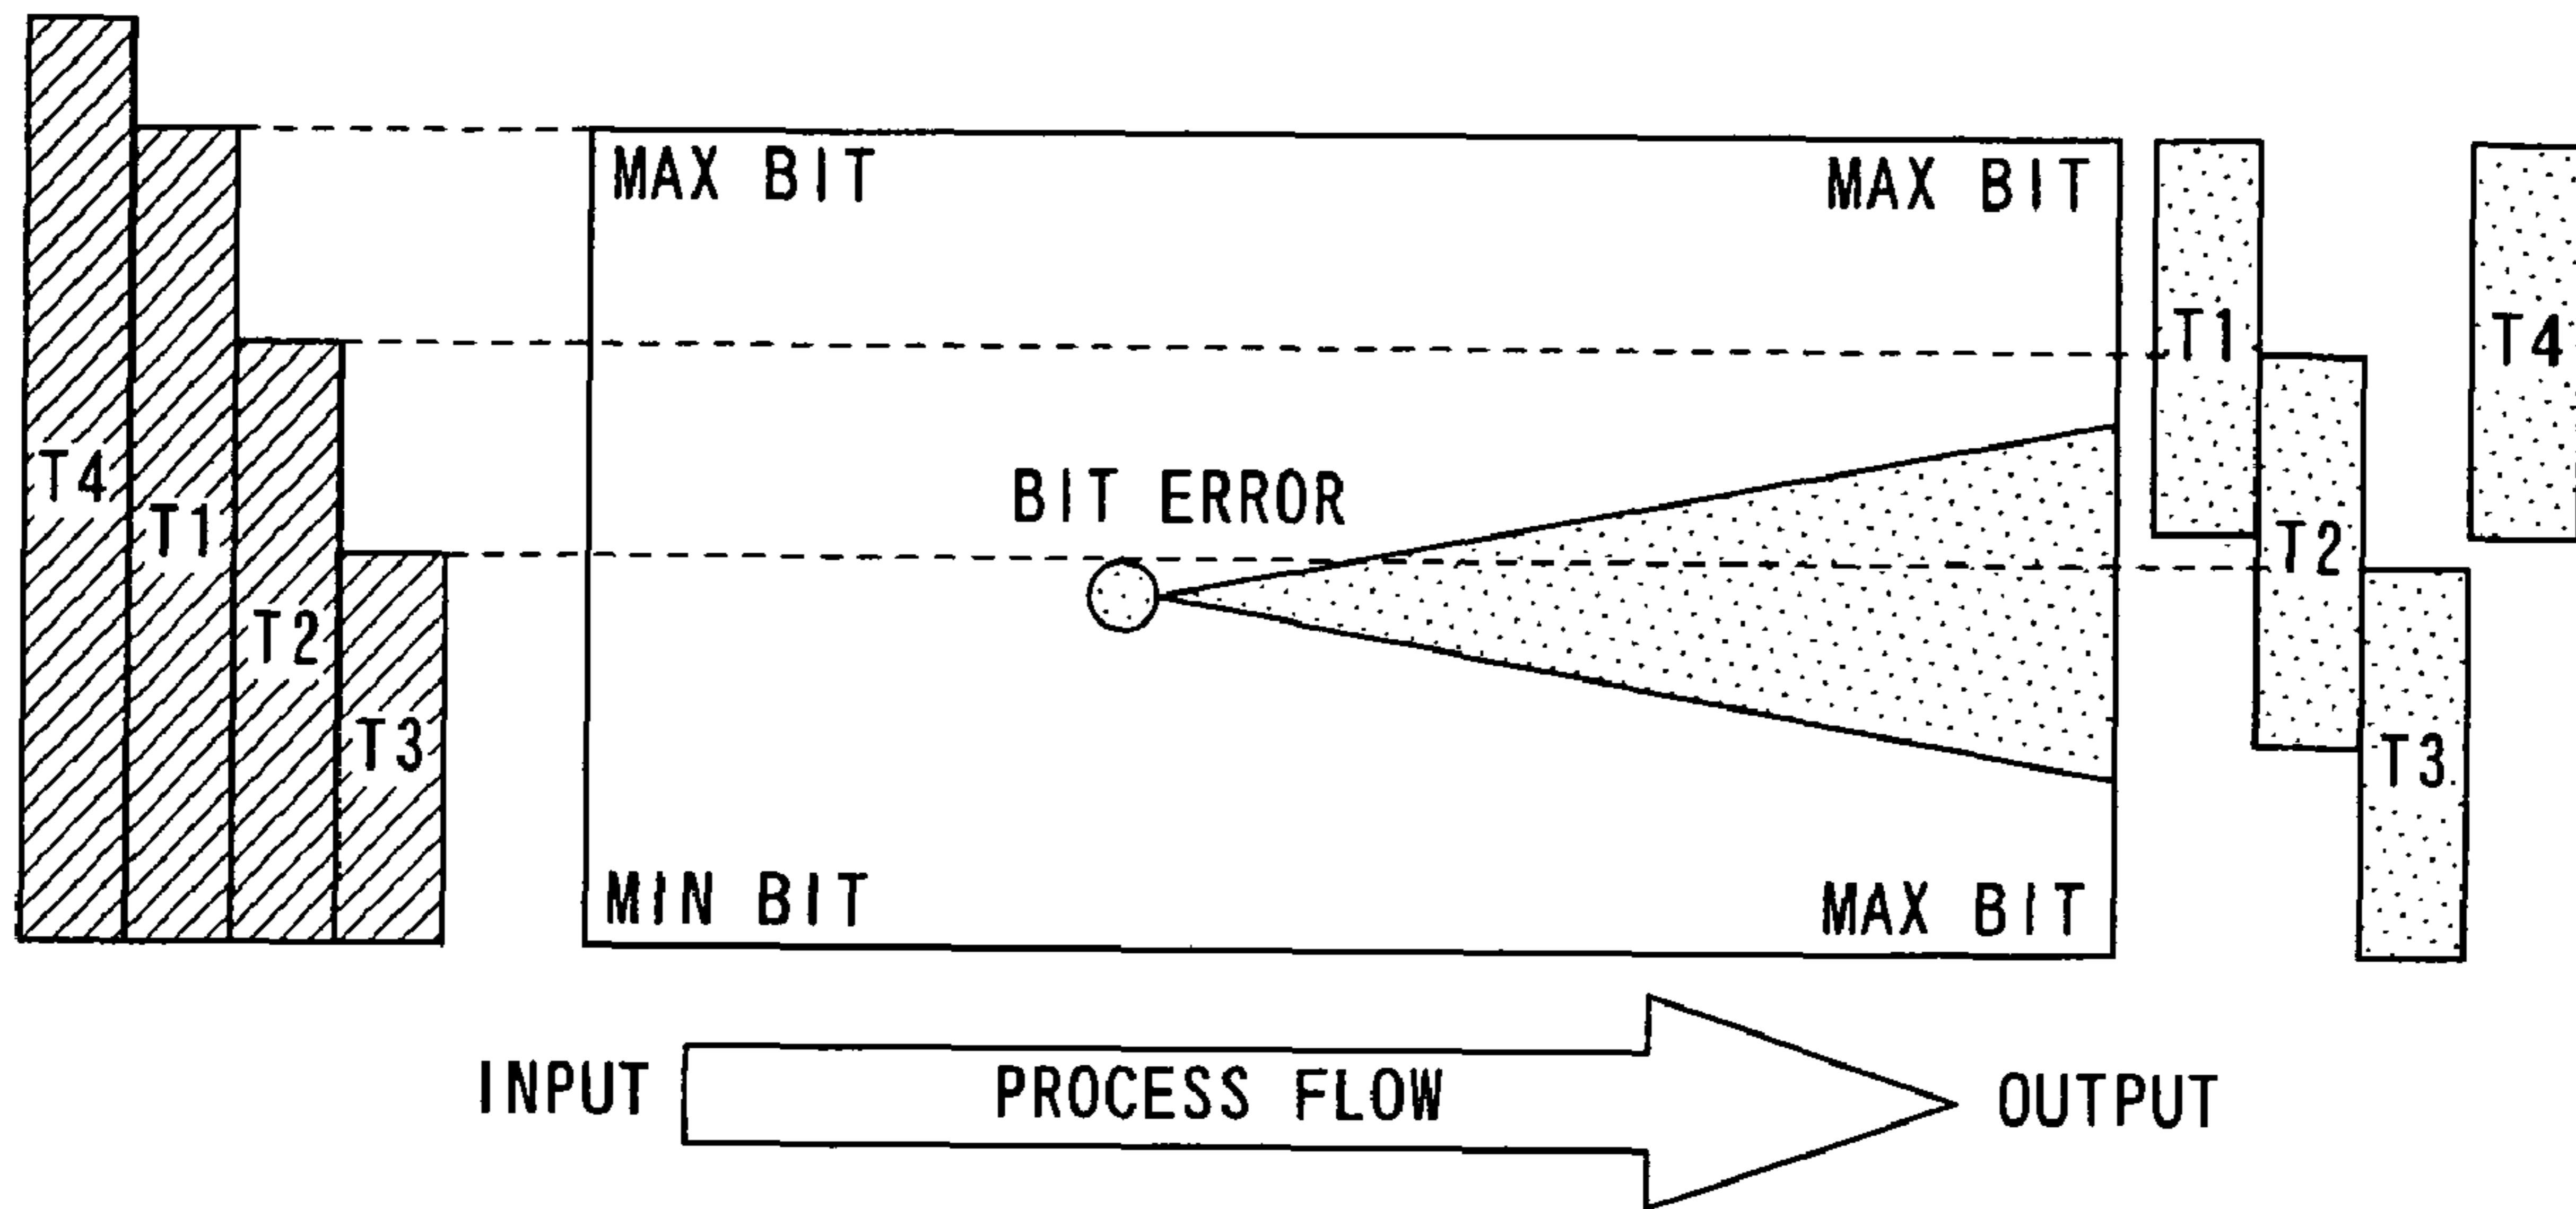 MAX BIT
MAX BIT
T1
T4
T4
T1
BIT ERROR
T2
T2
T3
T3
MIN BIT
MAX BIT
INPUT
PROCESS FLOW
OUTPUT